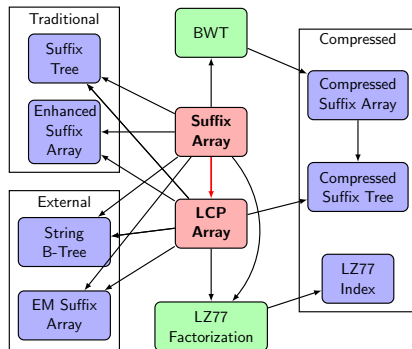 Traditional
Suffix
Tree
Enhanced
Suffix
Array
External
String
B-Tree
EM Suffix
Array
BWT
Suffix
Array
LCP
Array
LZ77
Factorization
Compressed
Compressed
Suffix Array
Compressed
Suffix Tree
LZ77
Index